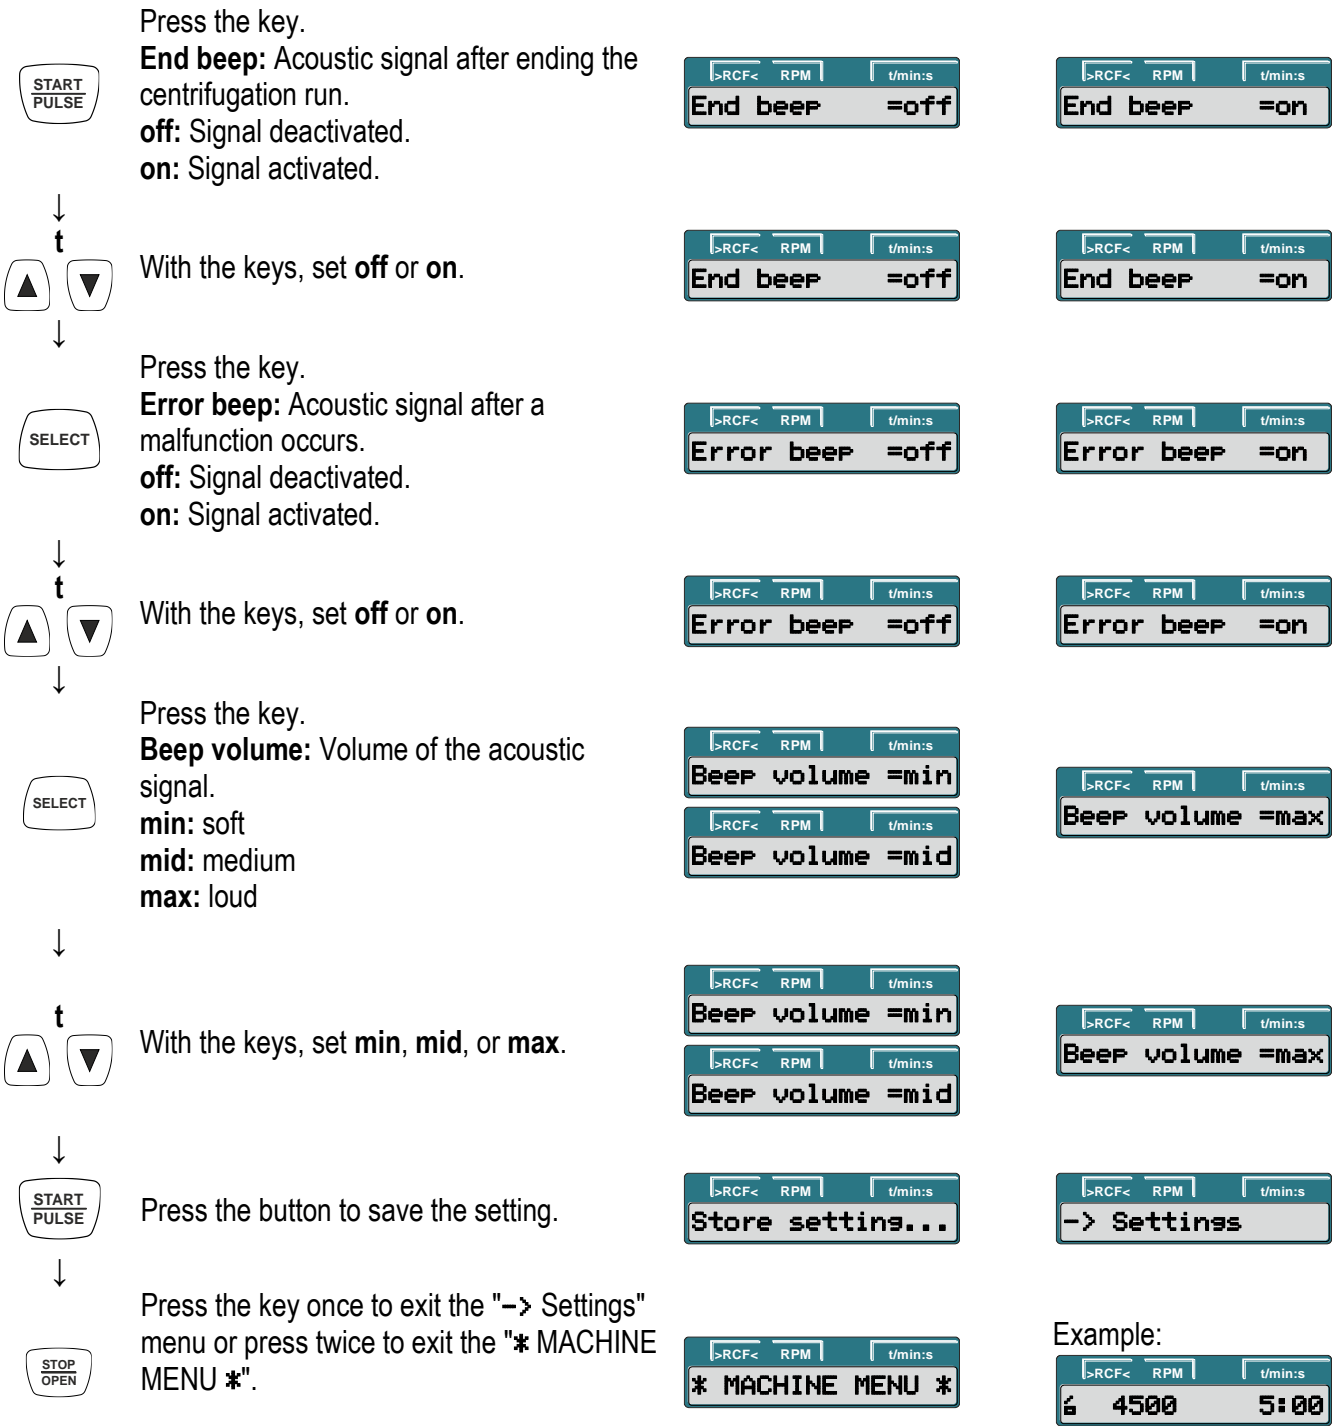 Press the key.
End beep: Acoustic signal after ending the
centrifugation run.
off: Signal deactivated.
on: Signal activated.
START
PULSE
>RCF< RPM t/min:s
End beep =off
>RCF< RPM t/min:s
End beep =on
↓
t
▲ ▼
With the keys, set off or on.
>RCF< RPM t/min:s
End beep =off
>RCF< RPM t/min:s
End beep =on
↓
Press the key.
Error beep: Acoustic signal after a
malfunction occurs.
off: Signal deactivated.
on: Signal activated.
SELECT
>RCF< RPM t/min:s
Error beep =off
>RCF< RPM t/min:s
Error beep =on
↓
t
▲ ▼
With the keys, set off or on.
>RCF< RPM t/min:s
Error beep =off
>RCF< RPM t/min:s
Error beep =on
↓
Press the key.
Beep volume: Volume of the acoustic
signal.
min: soft
mid: medium
max: loud
SELECT
>RCF< RPM t/min:s
Beep volume =min
>RCF< RPM t/min:s
Beep volume =mid
>RCF< RPM t/min:s
Beep volume =max
↓
t
▲ ▼
With the keys, set min, mid, or max.
>RCF< RPM t/min:s
Beep volume =min
>RCF< RPM t/min:s
Beep volume =mid
>RCF< RPM t/min:s
Beep volume =max
↓
START
PULSE
Press the button to save the setting.
>RCF< RPM t/min:s
Store setting...
>RCF< RPM t/min:s
-> Settings
↓
Press the key once to exit the "-> Settings"
menu or press twice to exit the "* MACHINE
MENU *".
STOP
OPEN
>RCF< RPM t/min:s
* MACHINE MENU *
Example:
>RCF< RPM t/min:s
4500 5:00